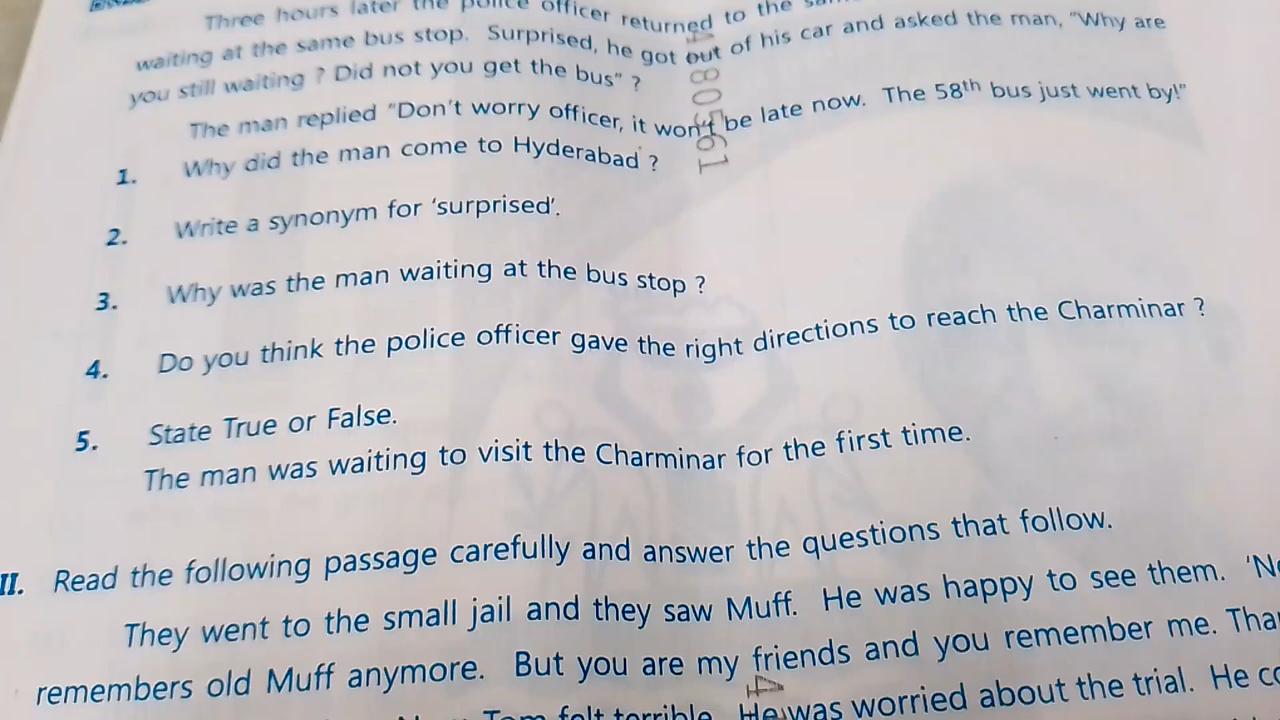 Three hours later the police officer returned to the
waiting at the same bus stop. Surprised, he got out of his car and asked the man, "Why are
you still waiting ? Did not you get the bus" ?
The man replied "Don't worry officer, it won't be late now. The 58th bus just went by!"
1. Why did the man come to Hyderabad ?
2. Write a synonym for 'surprised'.
3. Why was the man waiting at the bus stop ?
4. Do you think the police officer gave the right directions to reach the Charminar ?
5. State True or False.
The man was waiting to visit the Charminar for the first time.
II. Read the following passage carefully and answer the questions that follow.
They went to the small jail and they saw Muff. He was happy to see them.
remembers old Muff anymore. But you are my friends and you remember me.
Tom felt terrible. He was worried about the trial. He